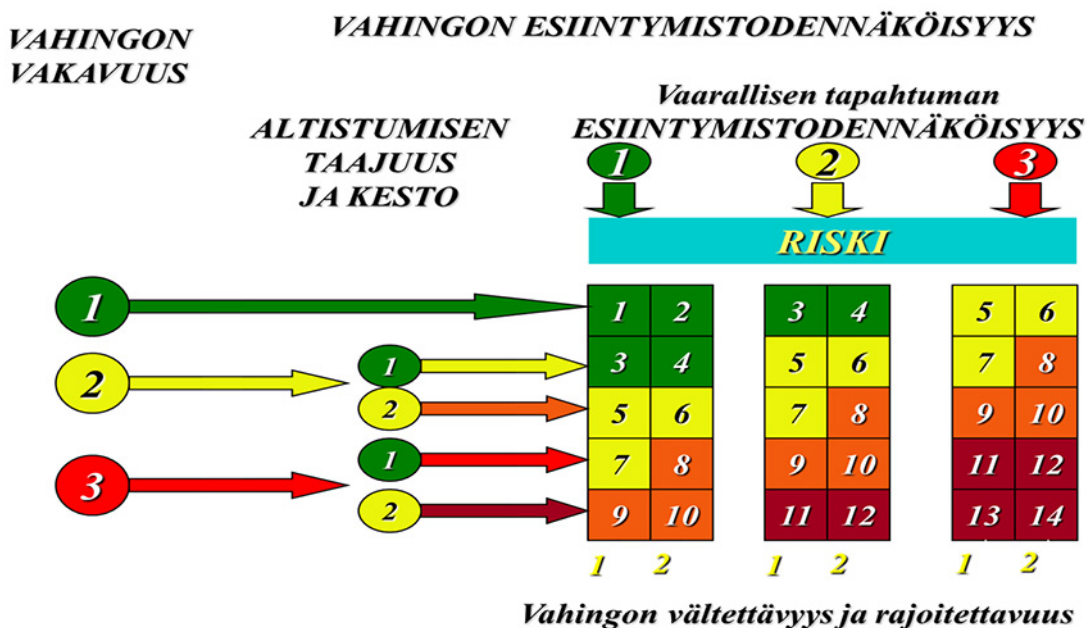 VAHINGON
VAKAVUUS
VAHINGON ESIINTYMISTODENNÄKÖISYYS
ALTISTUMISEN
TAAJUUS
JA KESTO
Vaarallisen tapahtuman
ESIINTYMISTODENNÄKÖISYYS
1 2 3
RISKI
1 1 2 3 4 5 6
2 1 3 4 5 6 7 8
2 5 6 7 8 9 10
3 1 7 8 9 10 11 12
2 9 10 11 12 13 14
1 2 1 2 1 2
Vahingon vältettävyys ja rajoitettavuus